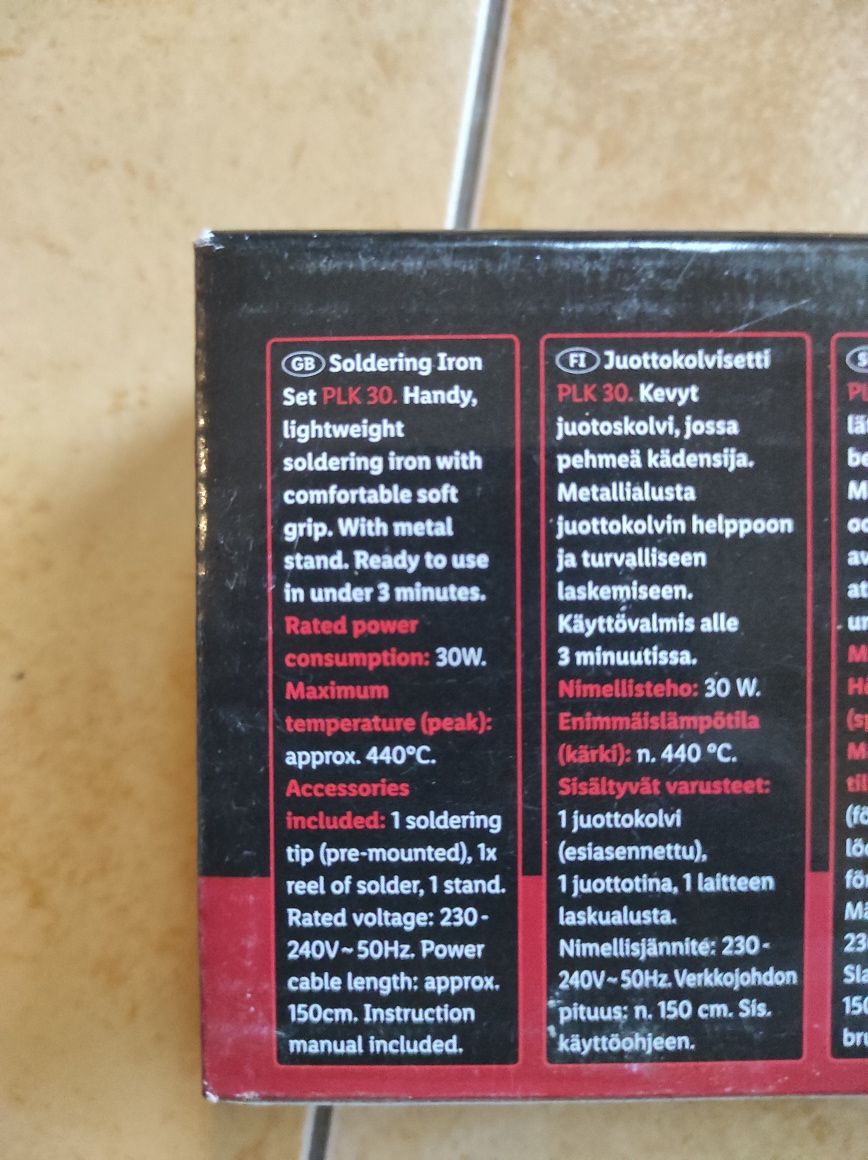 GB Soldering Iron
Set PLK 30. Handy,
lightweight
soldering iron with
comfortable soft
grip. With metal
stand. Ready to use
in under 3 minutes.
Rated power
consumption: 30W.
Maximum
temperature (peak):
approx. 440°C.
Accessories
included: 1 soldering
tip (pre-mounted), 1x
reel of solder, 1 stand.
Rated voltage: 230-
240V~50Hz. Power
cable length: approx.
150cm. Instruction
manual included.
FI Juottokolvisetti
PLK 30. Kevyt
juotoskolvi, jossa
pehmeä kädensija.
Metallialusta
juottokolvin helppoon
ja turvalliseen
laskemiseen.
Käyttövalmis alle
3 minuutissa.
Nimellisteho: 30 W.
Enimmäislämpötila
(kärki): n. 440 °C.
Sisältyvät varusteet:
1 juottokolvi
(esiasennettu),
1 juottotina, 1 laitteen
laskualusta.
Nimellisjännite: 230-
240V~50Hz. Verkkojohdon
pituus: n. 150 cm. Sis.
käyttöohjeen.